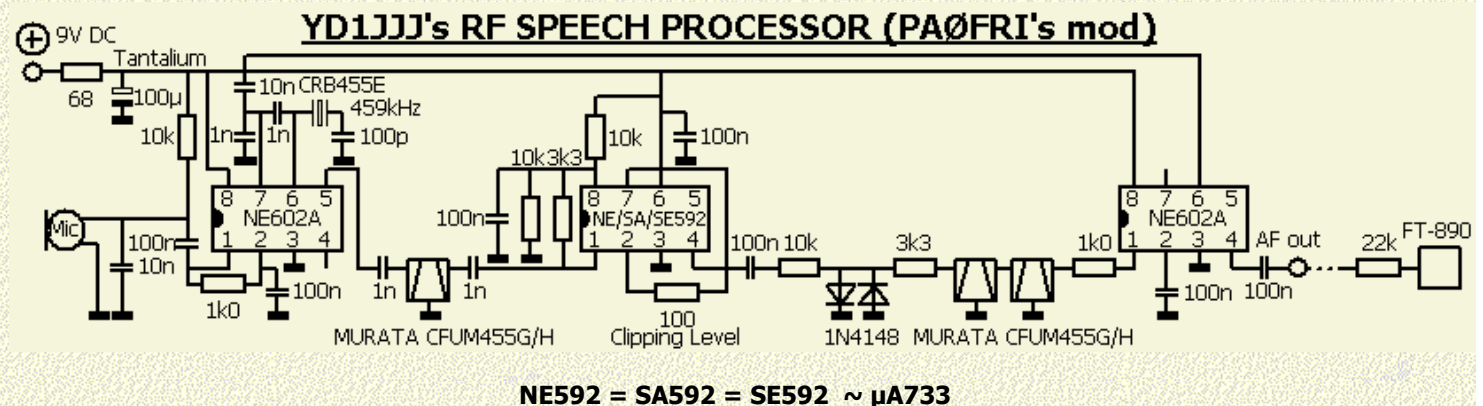 YD1JJJ's RF SPEECH PROCESSOR (PAØFRI's mod)
9V DC
Tantalium
68
100µ
10k
10n
CRB455E
459kHz
1n
1n
100p
10k
100n
10k
3k3
8 7 6 5
NE602A
1 2 3 4
8 7 6 5
NE/SA/SE592
1 2 3 4
8 7 6 5
NE602A
1 2 3 4
Mic
100n
10n
1k0
100n
1n
1n
100n
100n
10k
3k3
1k0
AF out
22k
FT-890
100n
100n
100
MURATA CFUM455G/H
Clipping Level
1N4148
MURATA CFUM455G/H
NE592 = SA592 = SE592 ~ µA733